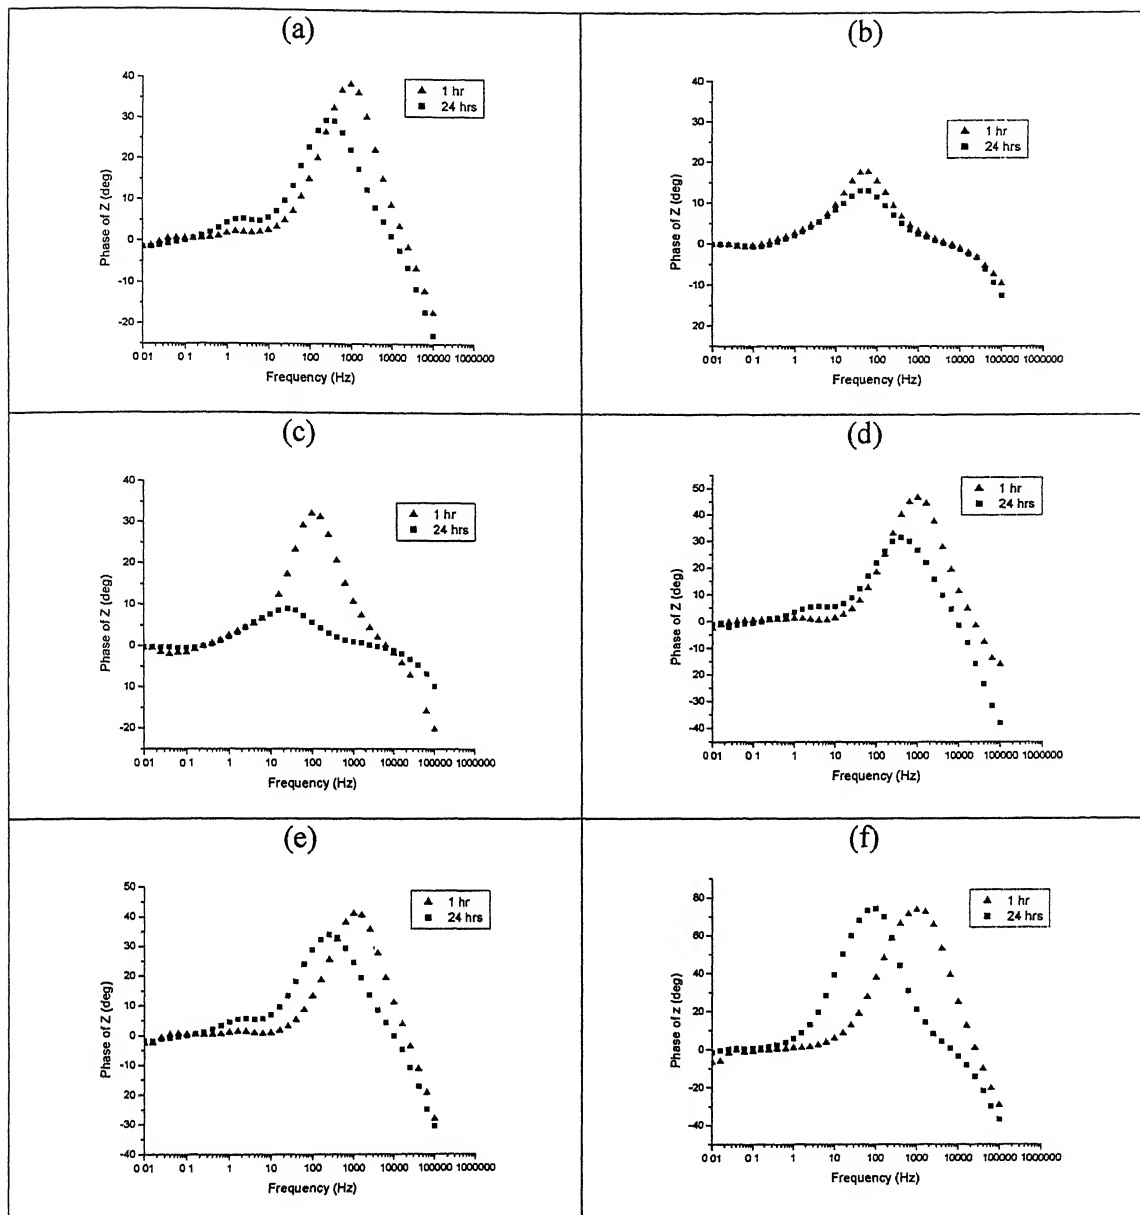 (a)
1 hr
24 hrs
40
30
20
10
0
-10
-20
Phase of Z (deg)
0 01 0 1 1 10 100 1000 10000 100000 1000000
Frequency (Hz)
(b)
1 hr
24 hrs
40
30
20
10
0
-10
20
Phase of Z (deg)
0 01 0 1 1 10 100 1000 10000 100000 1000000
Frequency (Hz)
(c)
1 hr
24 hrs
40
30
20
10
0
10
-20
Phase of Z (deg)
0 01 0 1 1 10 100 1000 10000 100000 1000000
Frequency (Hz)
(d)
1 hr
24 hrs
50
40
30
20
10
0
-10
-20
-30
-40
Phase of Z (deg)
0 01 0 1 1 10 100 1000 10000 100000 1000000
Frequency (Hz)
(e)
1 hr
24 hrs
50
40
30
20
10
0
-10
-20
-30
-40
Phase of Z (deg)
0 01 0 1 1 10 100 1000 10000 100000 1000000
Frequency (Hz)
(f)
1 hr
24 hrs
80
60
40
20
0
-20
-40
Phase of z (deg)
0 01 0 1 1 10 100 1000 10000 100000 1000000
Frequency (Hz)